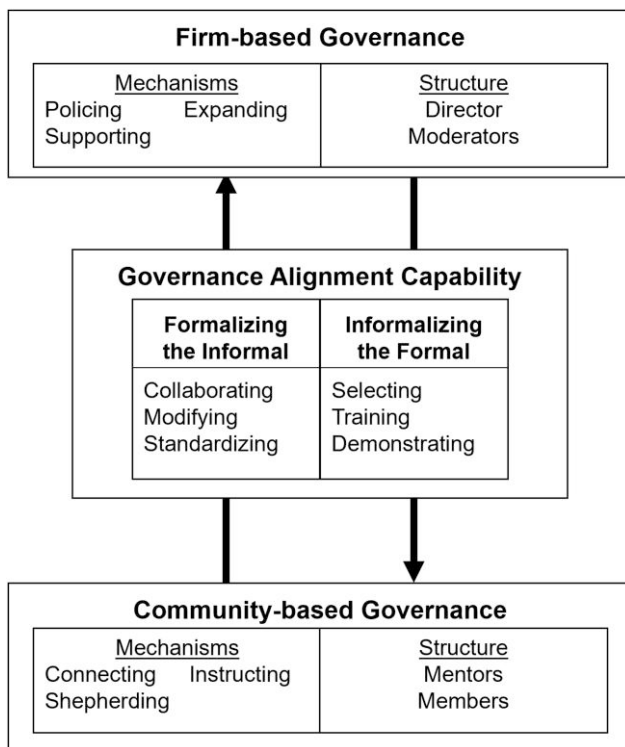 Firm-based Governance
Mechanisms
Policing Expanding
Supporting
Structure
Director
Moderators
Governance Alignment Capability
Formalizing
the Informal
Informalizing
the Formal
Collaborating
Modifying
Standardizing
Selecting
Training
Demonstrating
Community-based Governance
Mechanisms
Connecting Instructing
Shepherding
Structure
Mentors
Members